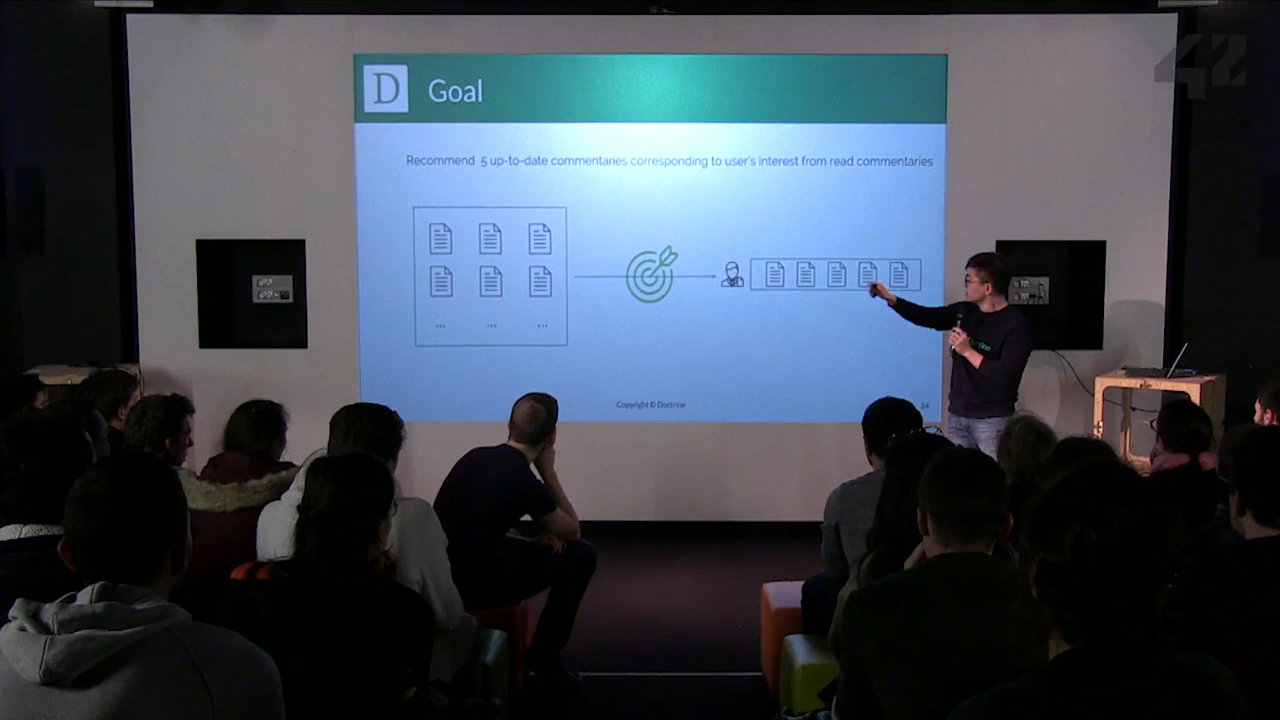 42
D
Goal
Recommend 5 up-to-date commentaries corresponding to user's interest from read commentaries
... ... ...
Copyright © Doctrine
24